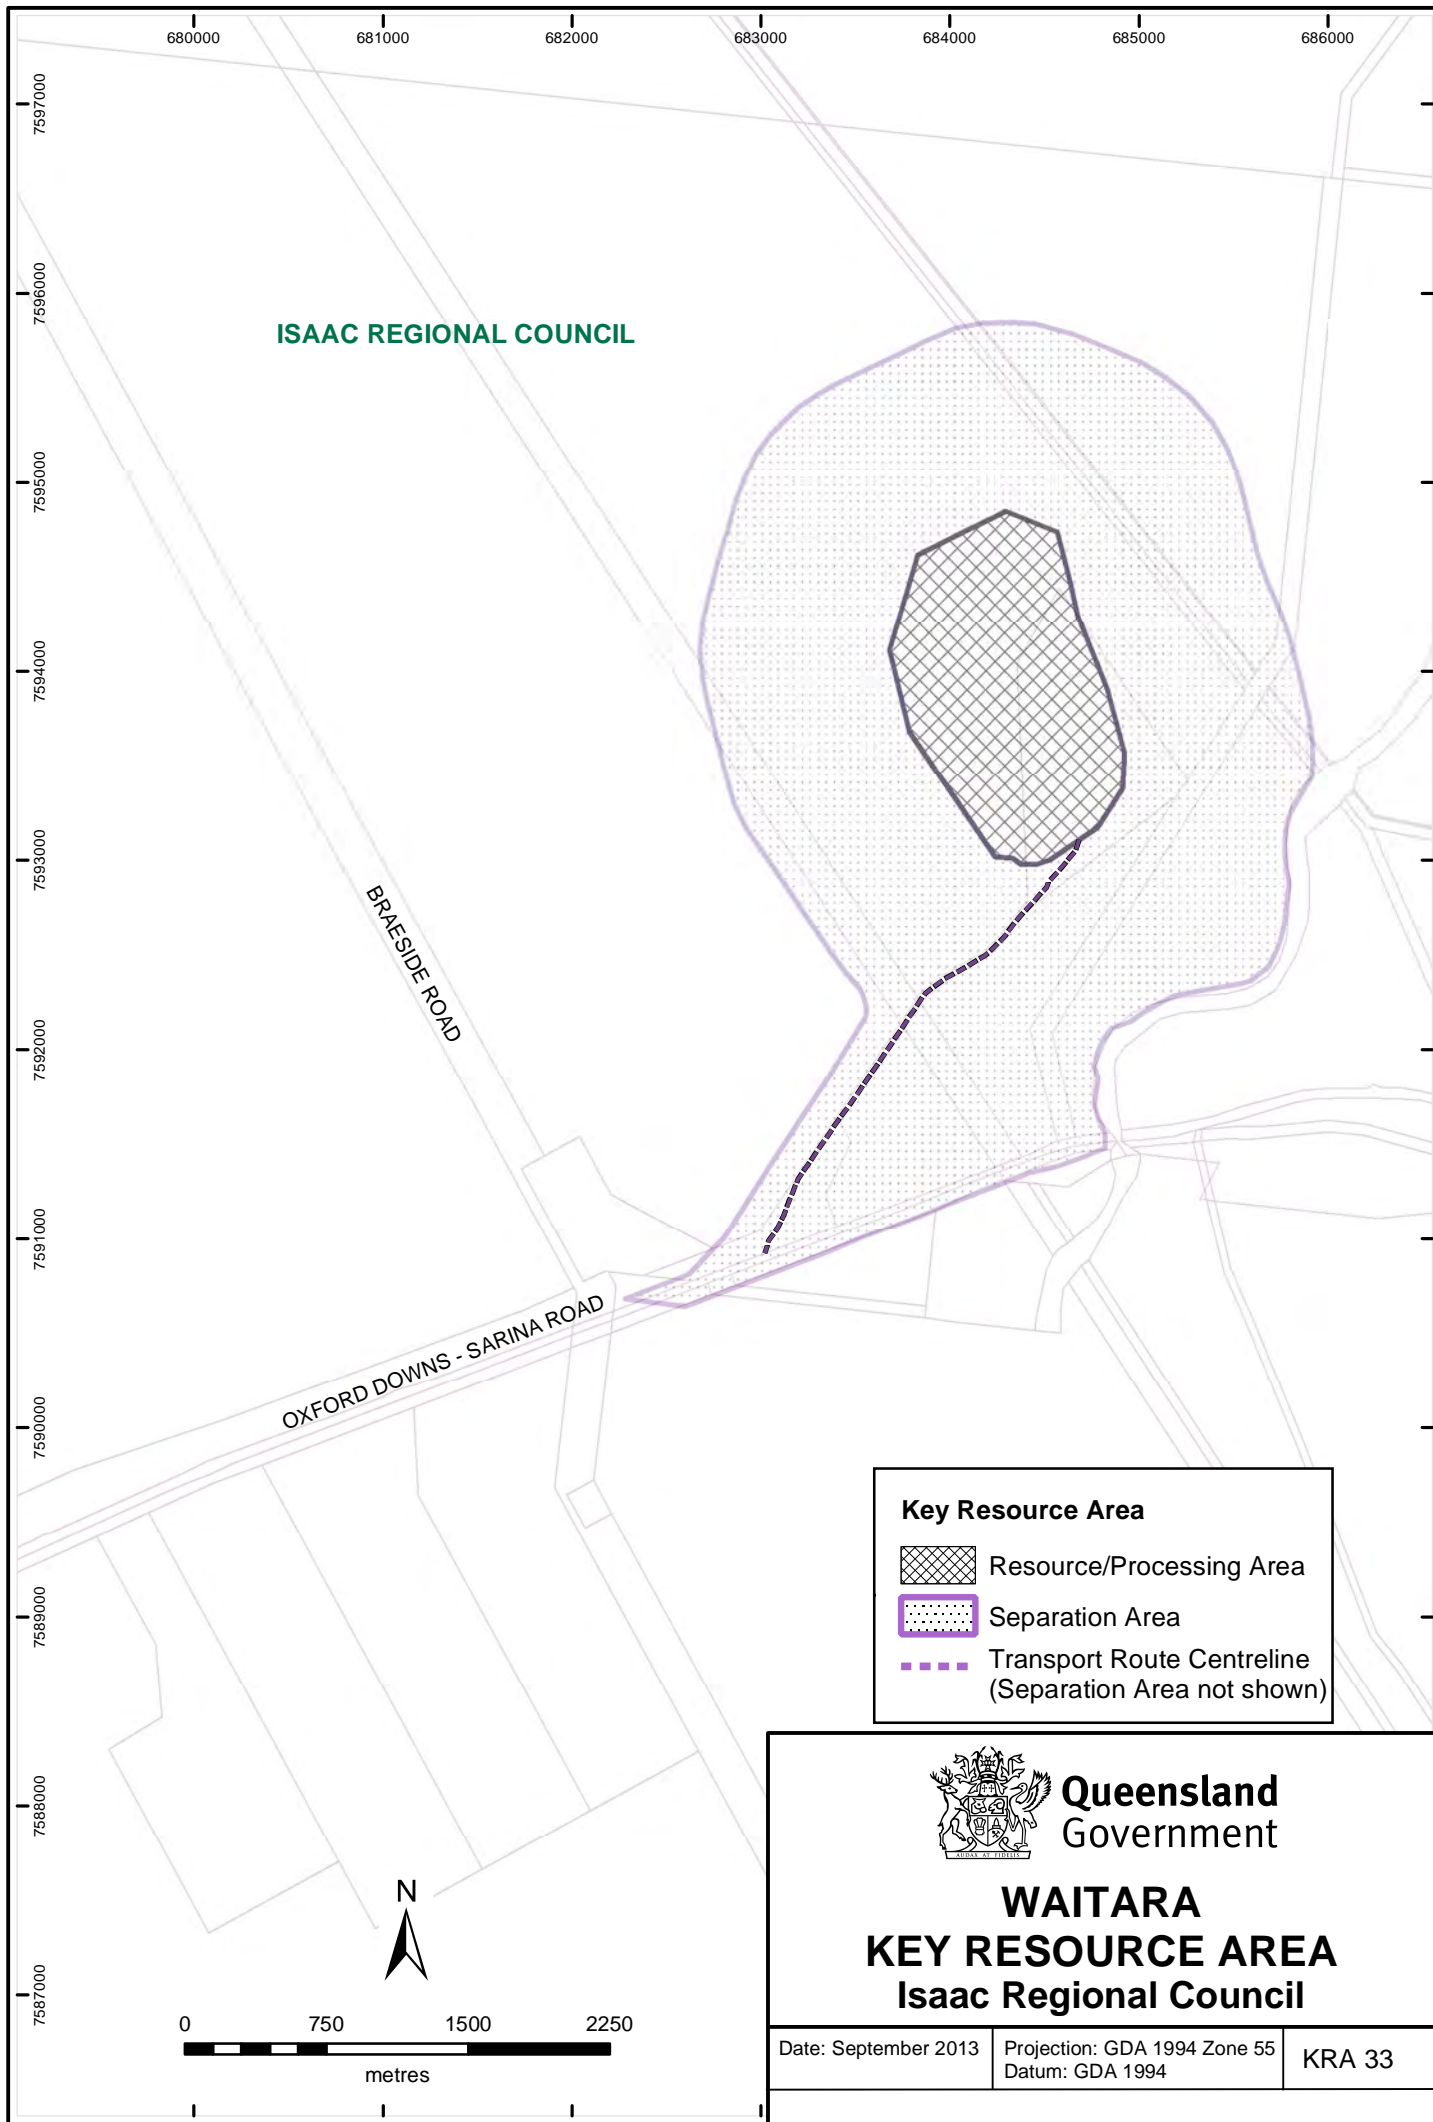 680000
681000
682000
683000
684000
685000
686000
7597000
7596000
7595000
7594000
7593000
7592000
7591000
7590000
7589000
7588000
7587000
ISAAC REGIONAL COUNCIL
BRAESIDE ROAD
OXFORD DOWNS - SARINA ROAD
Key Resource Area
Resource/Processing Area
Separation Area
Transport Route Centreline
(Separation Area not shown)
N
0 750 1500 2250
metres
AUDAX AT FIDELIS
Queensland
Government
WAITARA
KEY RESOURCE AREA
Isaac Regional Council
Date: September 2013
Projection: GDA 1994 Zone 55
Datum: GDA 1994
KRA 33